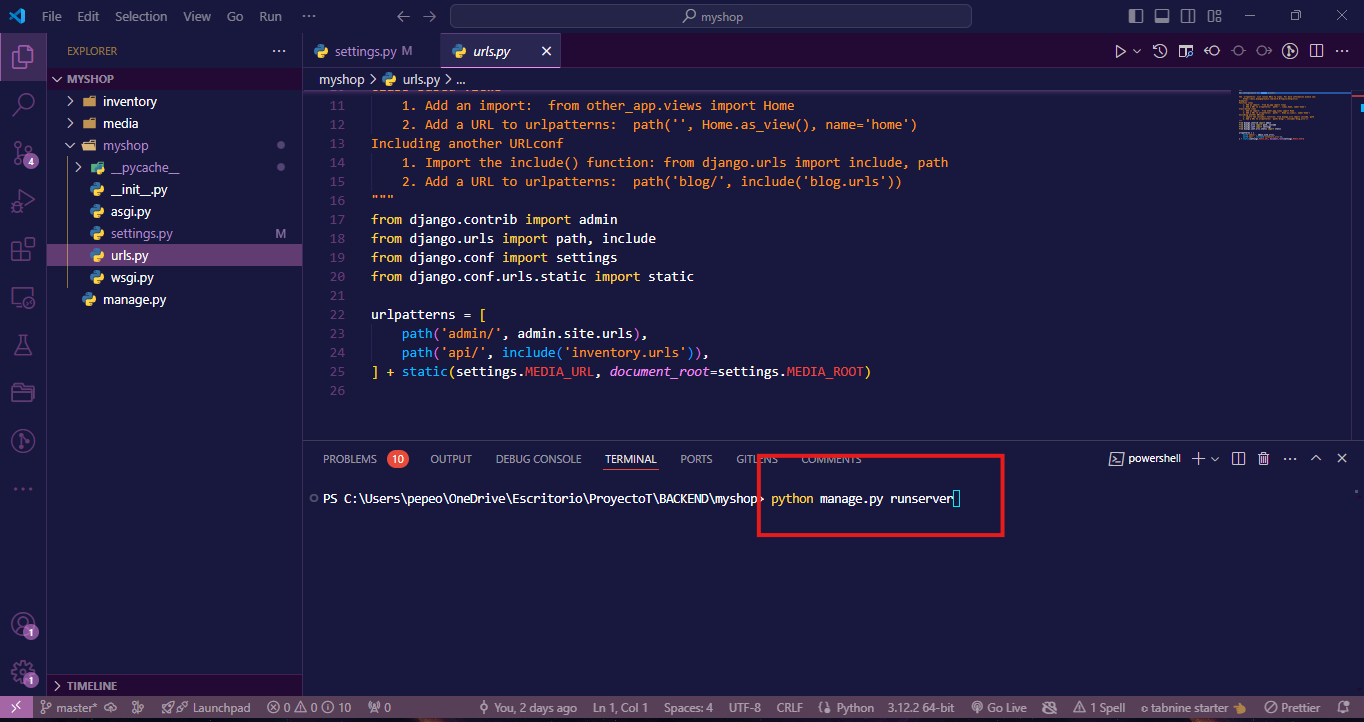 File Edit Selection View Go Run ··· myshop
EXPLORER ···
MYSHOP
inventory
media
myshop
__pycache__
__init__.py
asgi.py
settings.py M
urls.py
wsgi.py
manage.py
TIMELINE
4
1
1
settings.py M urls.py
myshop > urls.py > ...
11 1. Add an import:  from other_app.views import Home
12 2. Add a URL to urlpatterns:  path('', Home.as_view(), name='home')
13 Including another URLconf
14 1. Import the include() function: from django.urls import include, path
15 2. Add a URL to urlpatterns:  path('blog/', include('blog.urls'))
16 """
17 from django.contrib import admin
18 from django.urls import path, include
19 from django.conf import settings
20 from django.conf.urls.static import static
21
22 urlpatterns = [
23 path('admin/', admin.site.urls),
24 path('api/', include('inventory.urls')),
25 ] + static(settings.MEDIA_URL, document_root=settings.MEDIA_ROOT)
26
PROBLEMS 10 OUTPUT DEBUG CONSOLE TERMINAL PORTS GITLENS COMMENTS powershell
PS C:\Users\pepeo\OneDrive\Escritorio\ProyectoT\BACKEND\myshop> python manage.py runserver
master* Launchpad 0 0 10 0 You, 2 days ago Ln 1, Col 1 Spaces: 4 UTF-8 CRLF Python 3.12.2 64-bit Go Live 1 Spell tabnine starter Prettier